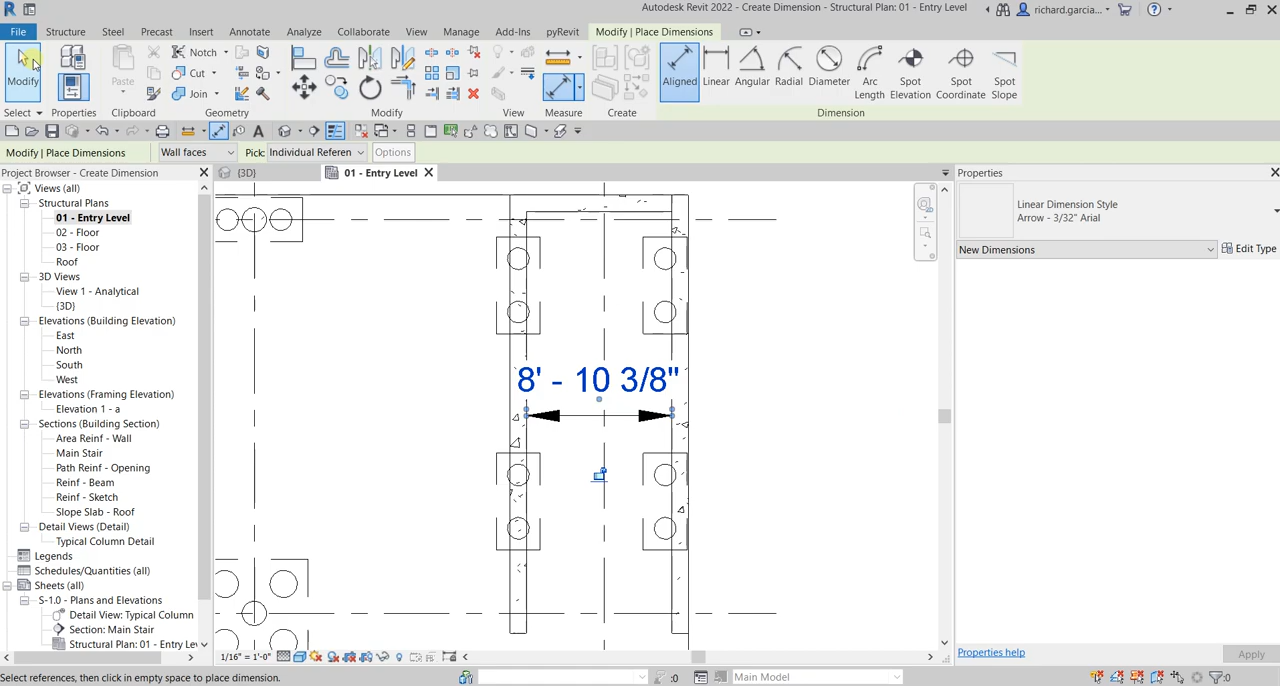 Autodesk Revit 2022 - Create Dimension - Structural Plan: 01 - Entry Level
richard.garcia...
File Structure Steel Precast Insert Annotate Analyze Collaborate View Manage Add-Ins pyRevit Modify | Place Dimensions
Modify Paste Notch Cut Join Aligned Linear Angular Radial Diameter Arc Length Spot Elevation Spot Coordinate Spot Slope
Select Properties Clipboard Geometry Modify View Measure Create Dimension
Modify | Place Dimensions Wall faces Pick: Individual Referen Options
Project Browser - Create Dimension
{3D}
01 - Entry Level
Properties
Views (all)
Structural Plans
01 - Entry Level
02 - Floor
03 - Floor
Roof
3D Views
View 1 - Analytical
{3D}
Elevations (Building Elevation)
East
North
South
West
Elevations (Framing Elevation)
Elevation 1 - a
Sections (Building Section)
Area Reinf - Wall
Main Stair
Path Reinf - Opening
Reinf - Beam
Reinf - Sketch
Slope Slab - Roof
Detail Views (Detail)
Typical Column Detail
Legends
Schedules/Quantities (all)
Sheets (all)
S-1.0 - Plans and Elevations
Detail View: Typical Column
Section: Main Stair
Structural Plan: 01 - Entry Lev
8' - 10 3/8"
Linear Dimension Style
Arrow - 3/32" Arial
New Dimensions
Edit Type
Properties help
Apply
1/16" = 1'-0"
Select references, then click in empty space to place dimension.
:0
Main Model
:0